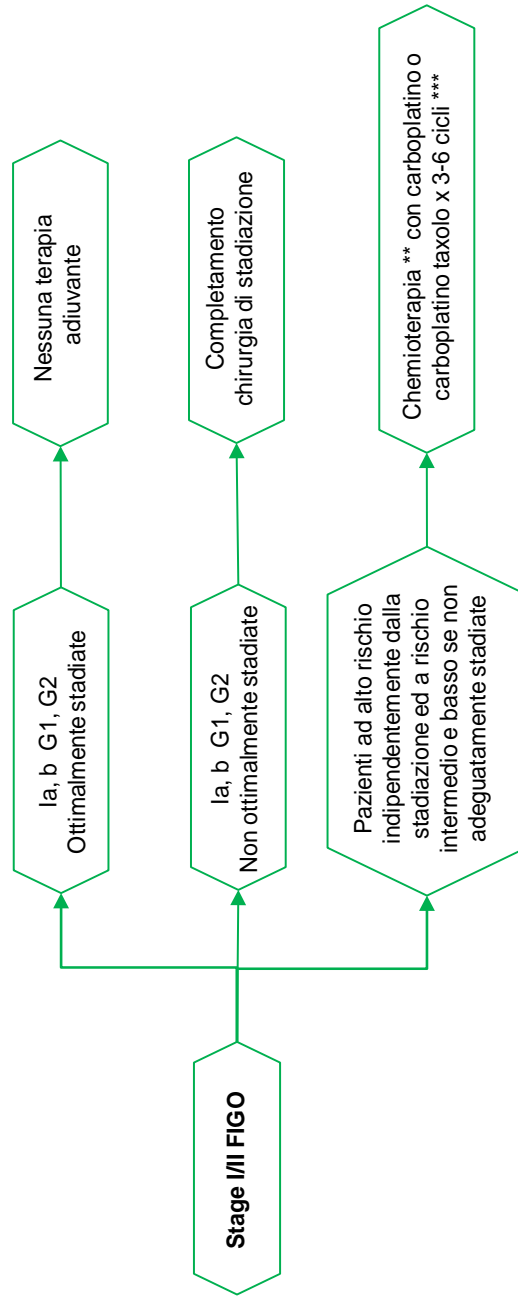 Stage I/II FIGO
Ia, b G1, G2
Ottimalmente stadiate
Nessuna terapia
adiuvante
Ia, b G1, G2
Non ottimalmente stadiate
Completamento
chirurgia di stadiazione
Pazienti ad alto rischio
indipendentemente dalla
stadiazione ed a rischio
intermedio e basso se non
adeguatamente stadiate
Chemioterapia ** con carboplatino o
carboplatino taxolo x 3-6 cicli ***